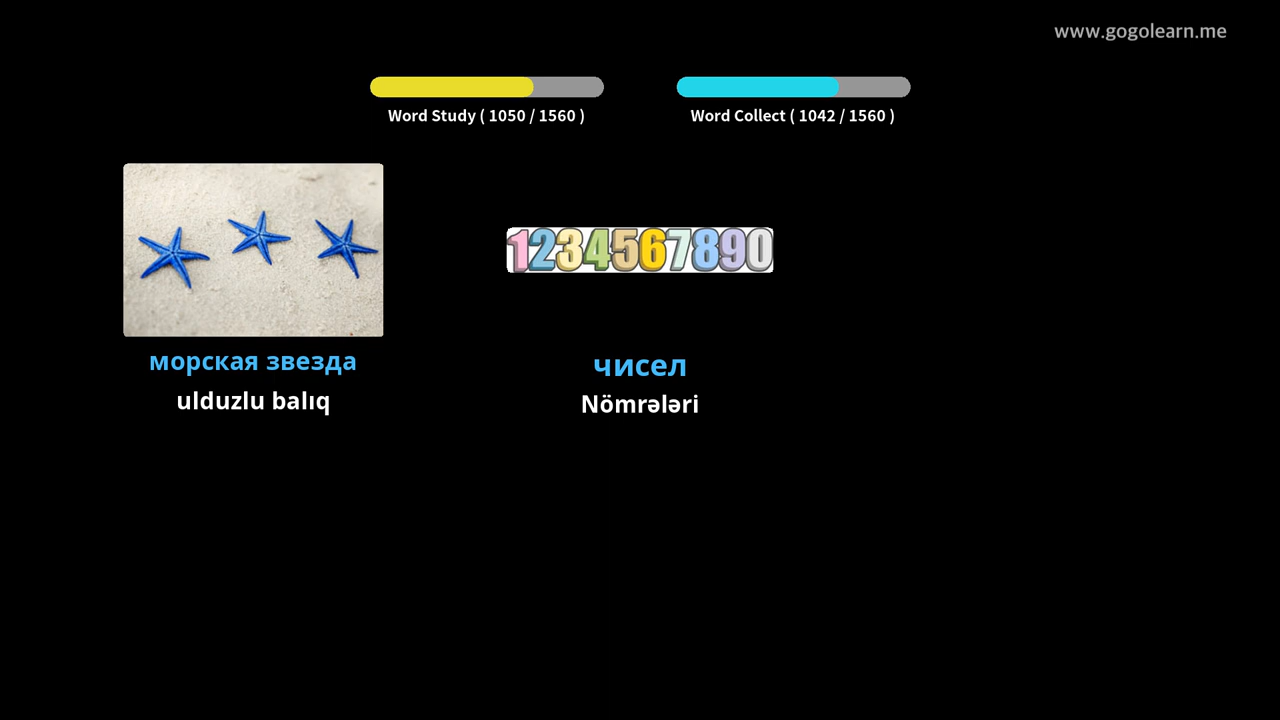 www.gogolearn.me
Word Study ( 1050 / 1560 )
Word Collect ( 1042 / 1560 )
1234567890
морская звезда
ulduzlu balıq
чисел
Nömrələri